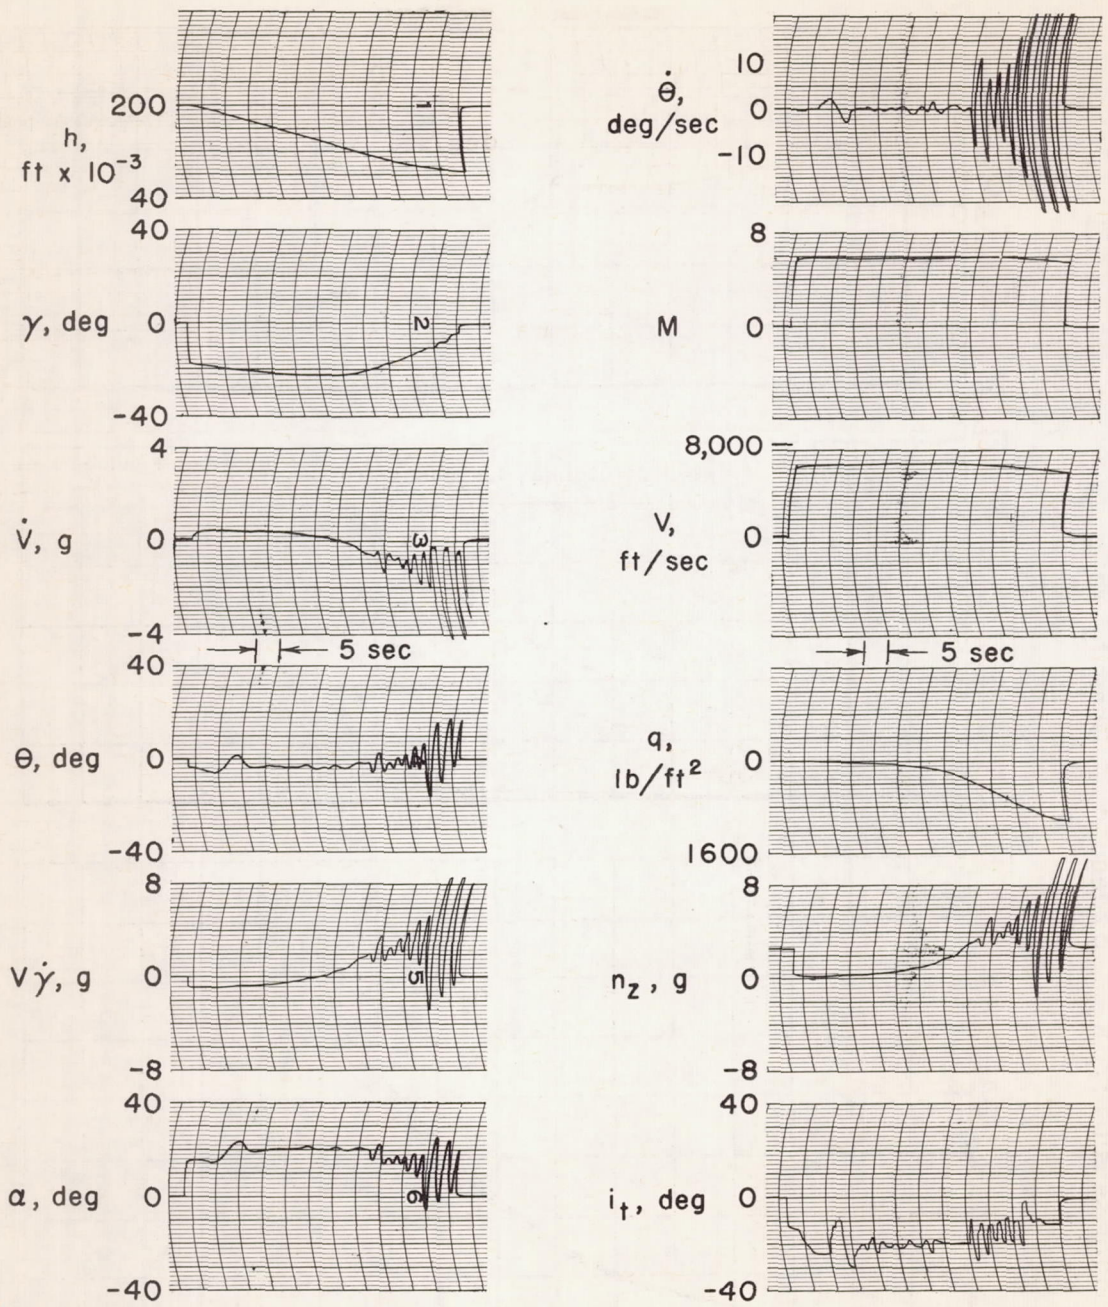 200
h,
ft x 10⁻³
40
1
40
γ, deg
0
-40
2
4
V̇, g
0
-4
3
5 sec
40
θ, deg
0
-40
8
Vγ̇, g
0
-8
5
40
α, deg
0
-40
6
10
θ̇,
0
deg/sec
-10
8
M
0
8,000
V,
0
ft/sec
5 sec
q,
0
lb/ft²
1600
8
n_z, g
0
-8
40
i_t, deg
0
-40